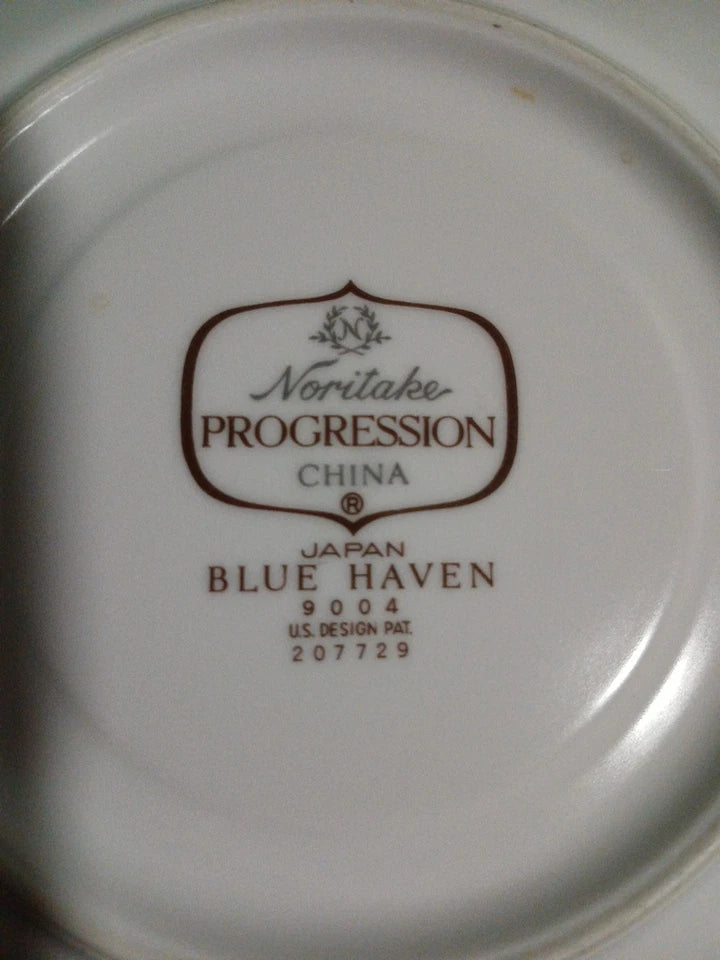 N
Noritake
PROGRESSION
CHINA
®
JAPAN
BLUE HAVEN
9004
U.S. DESIGN PAT.
207729